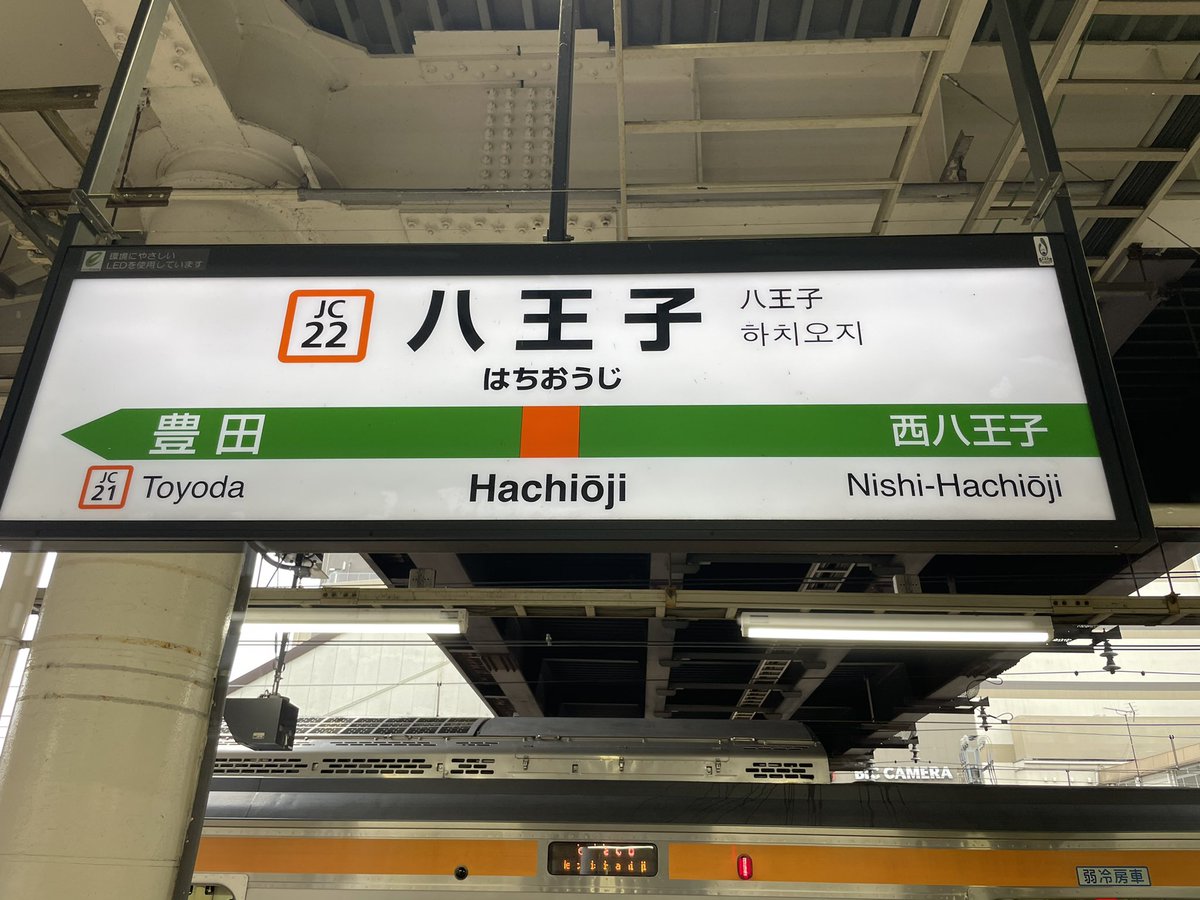 環境にやさしい
LEDを使用しています
JC
22
八王子
八王子
하치오지
はちおうじ
豊田
西八王子
JC
21
Toyoda
Hachiōji
Nishi-Hachiōji
BIC CAMERA
弱冷房車